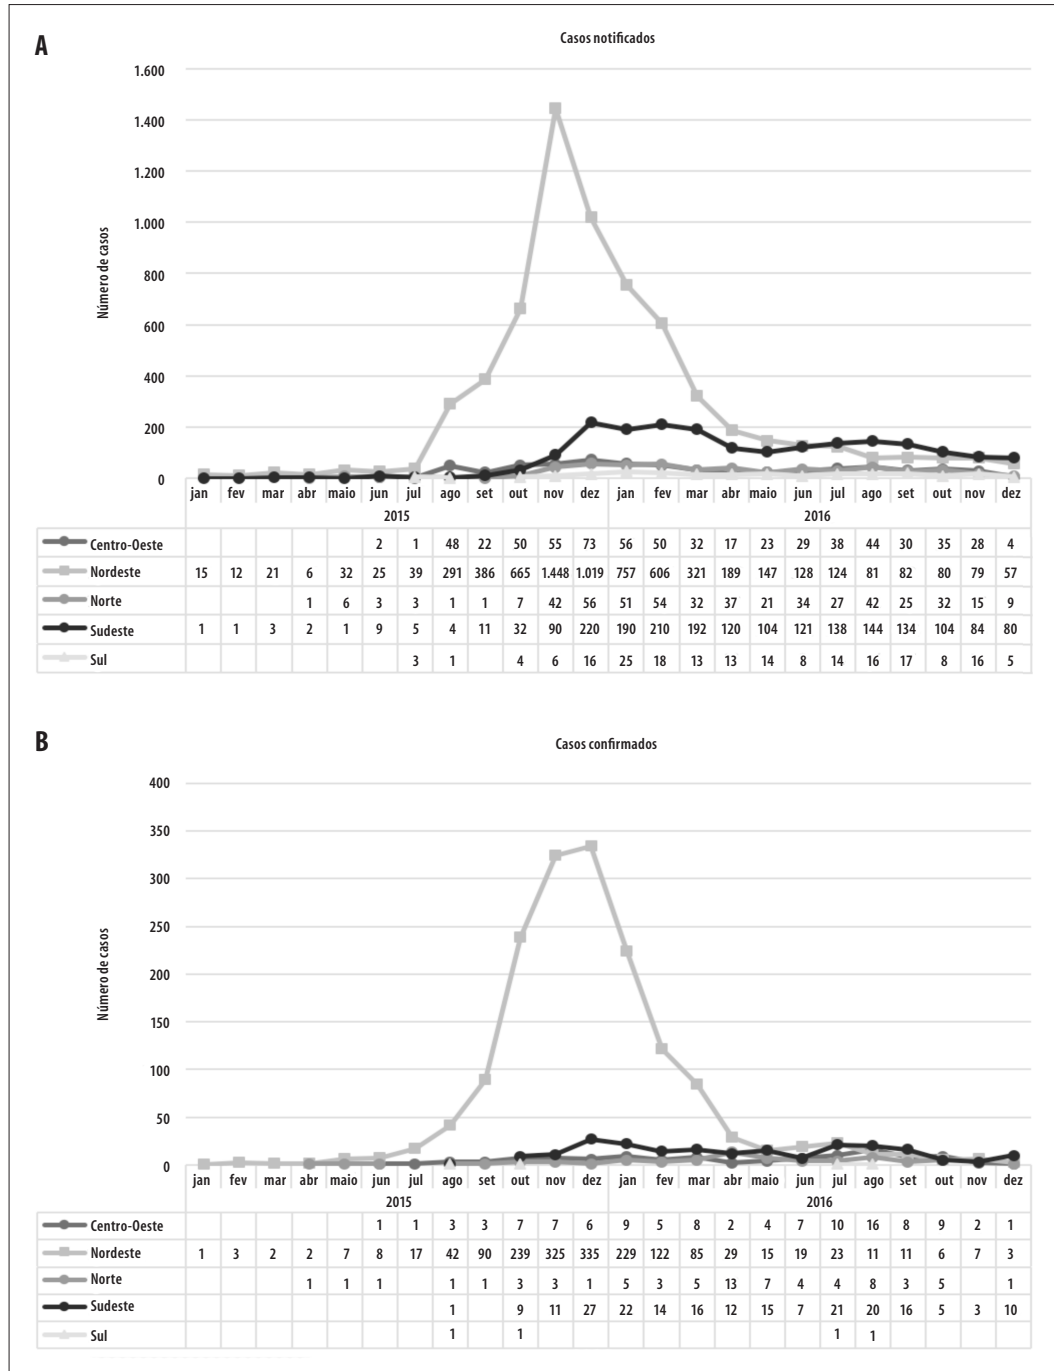 A
Casos notificados
Número de casos
1.600
1.400
1.200
1.000
800
600
400
200
0
jan fev mar abr maio jun jul ago set out nov dez jan fev mar abr maio jun jul ago set out nov dez
2015 2016
Centro-Oeste 2 1 48 22 50 55 73 56 50 32 17 23 29 38 44 30 35 28 4
Nordeste 15 12 21 6 32 25 39 291 386 665 1.448 1.019 757 606 321 189 147 128 124 81 82 80 79 57
Norte 1 6 3 3 1 1 7 42 56 51 54 32 37 21 34 27 42 25 32 15 9
Sudeste 1 1 3 2 1 9 5 4 11 32 90 220 190 210 192 120 104 121 138 144 134 104 84 80
Sul 3 1 4 6 16 25 18 13 13 14 8 14 16 17 8 16 5
B
Casos confirmados
Número de casos
400
350
300
250
200
150
100
50
0
jan fev mar abr maio jun jul ago set out nov dez jan fev mar abr maio jun jul ago set out nov dez
2015 2016
Centro-Oeste 1 1 3 3 7 7 6 9 5 8 2 4 7 10 16 8 9 2 1
Nordeste 1 3 2 2 7 8 17 42 90 239 325 335 229 122 85 29 15 19 23 11 11 6 7 3
Norte 1 1 1 1 1 3 3 1 5 3 5 13 7 4 4 8 3 5 1
Sudeste 1 9 11 27 22 14 16 12 15 7 21 20 16 5 3 10
Sul 1 1 1 1